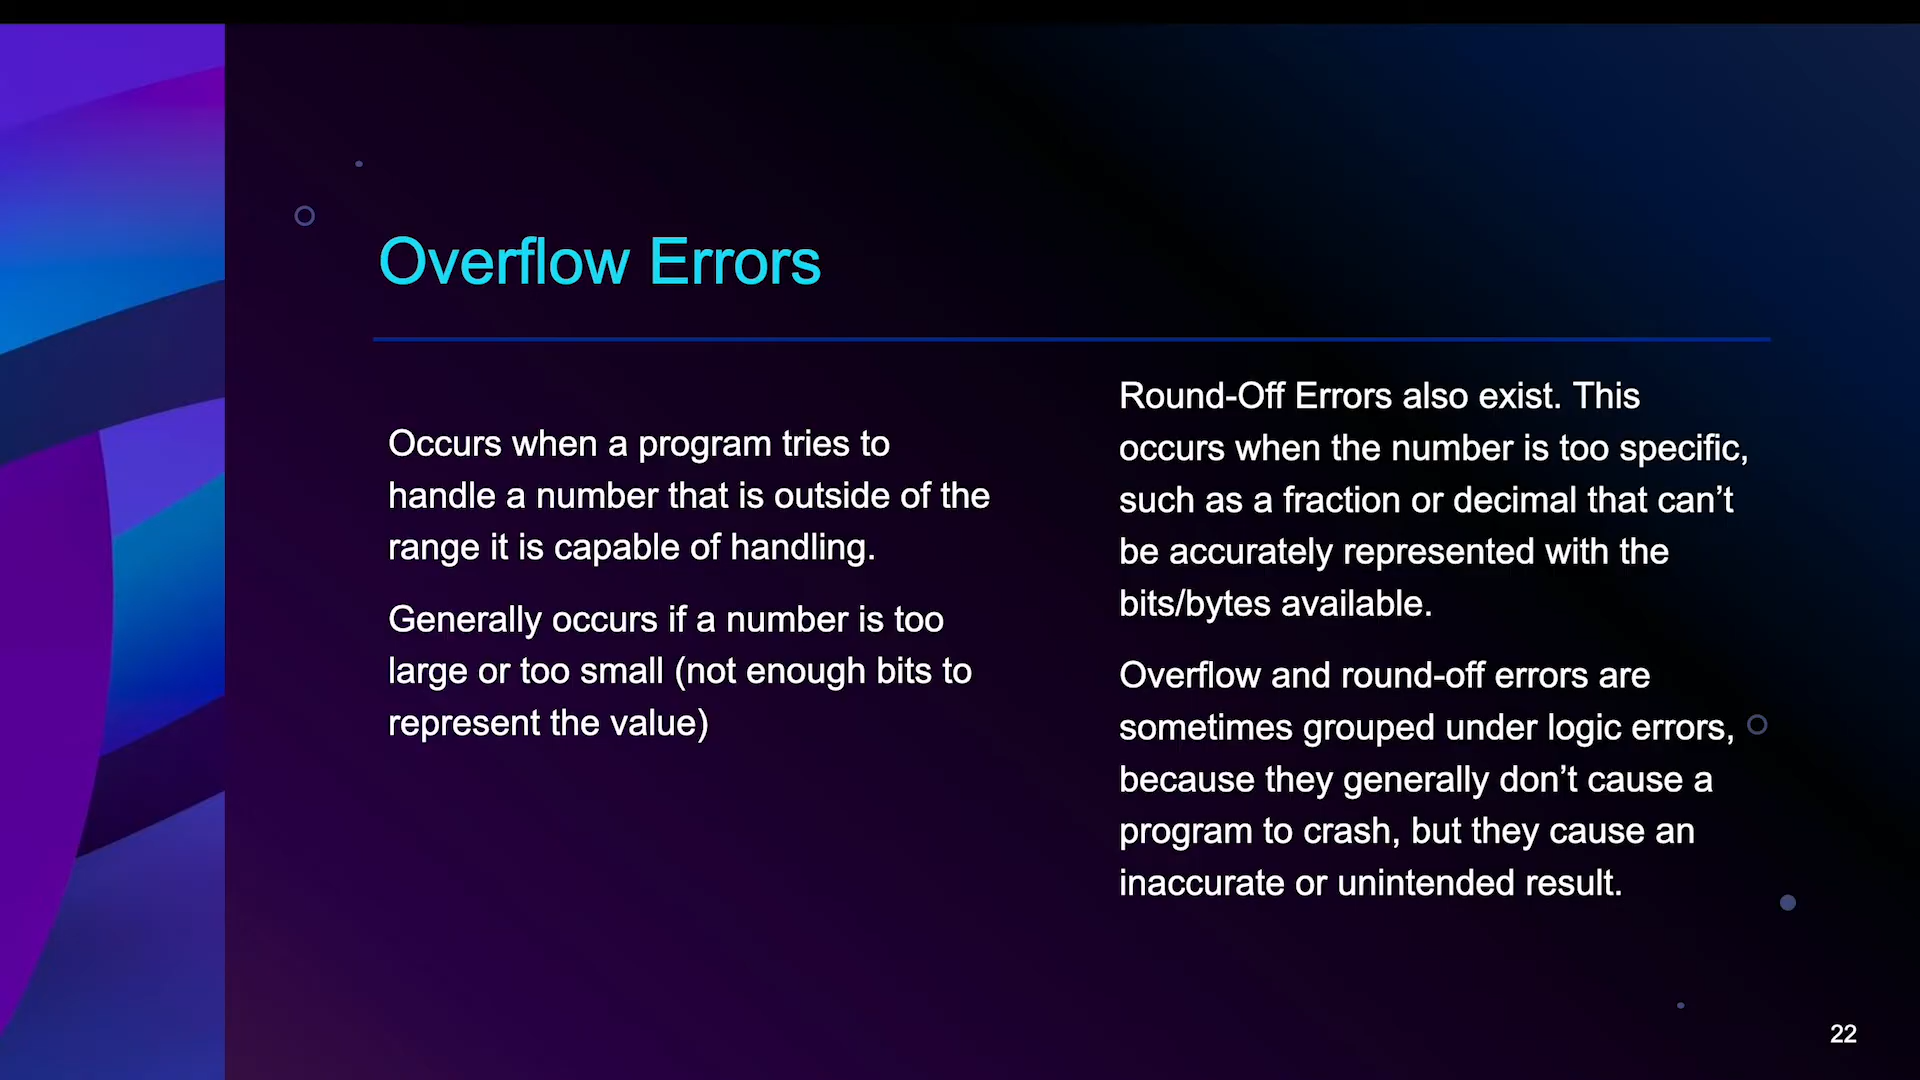 Overflow Errors
Occurs when a program tries to
handle a number that is outside of the
range it is capable of handling.
Generally occurs if a number is too
large or too small (not enough bits to
represent the value)
Round-Off Errors also exist. This
occurs when the number is too specific,
such as a fraction or decimal that can’t
be accurately represented with the
bits/bytes available.
Overflow and round-off errors are
sometimes grouped under logic errors,
because they generally don’t cause a
program to crash, but they cause an
inaccurate or unintended result.
22